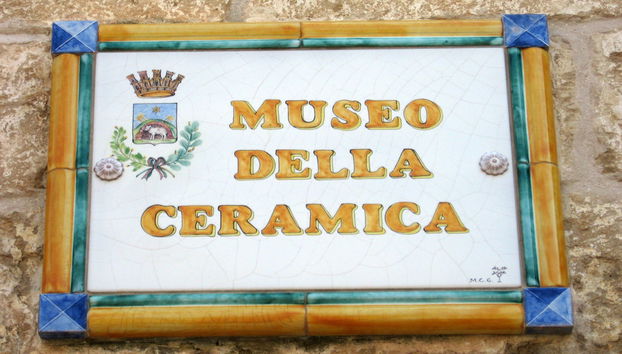 MUSEO
DELLA
CERAMICA
M.C.G.